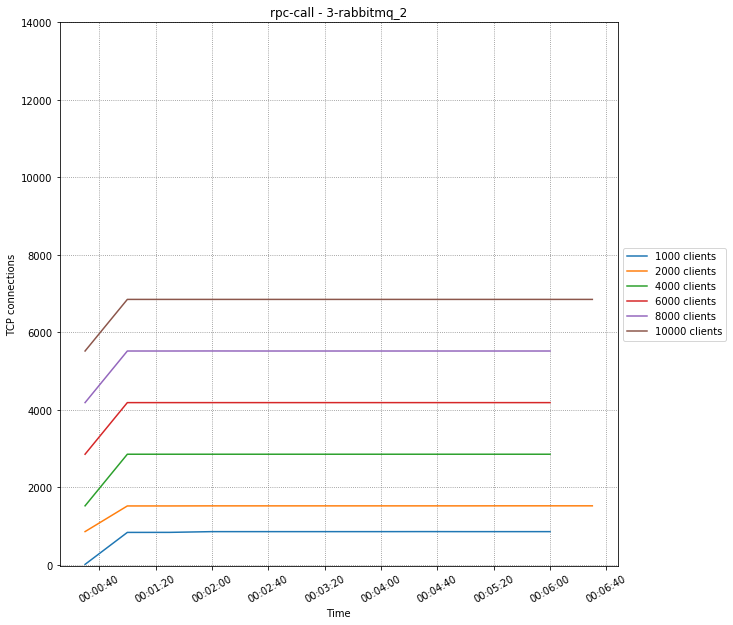 rpc-call - 3-rabbitmq_2
14000
12000
10000
8000
6000
4000
2000
0
TCP connections
00:00:40
00:01:20
00:02:00
00:02:40
00:03:20
00:04:00
00:04:40
00:05:20
00:06:00
00:06:40
Time
1000 clients
2000 clients
4000 clients
6000 clients
8000 clients
10000 clients